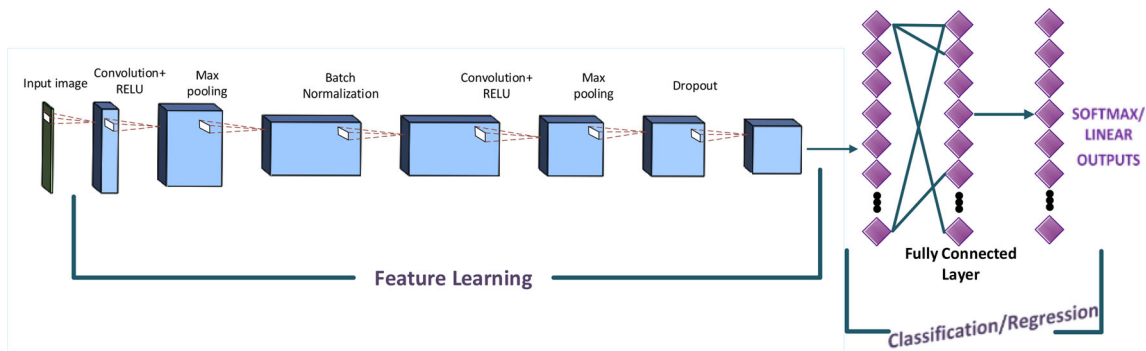 Input image
Convolution+
RELU
Max
pooling
Batch
Normalization
Convolution+
RELU
Max
pooling
Dropout
SOFTMAX/
LINEAR
OUTPUTS
Fully Connected
Layer
Feature Learning
Classification/Regression